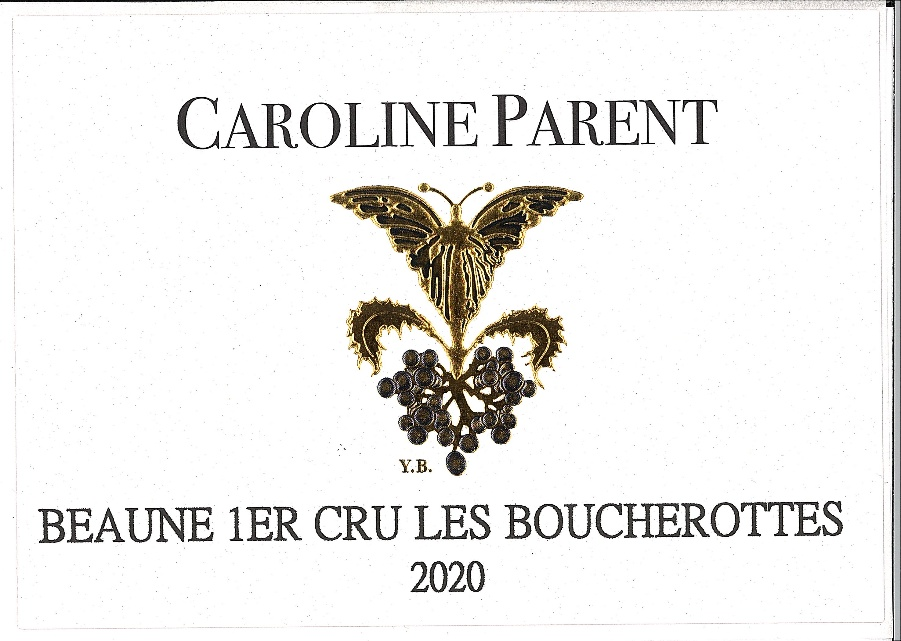 CAROLINE PARENT
Y.B.
BEAUNE 1ER CRU LES BOUCHEROTTES
2020